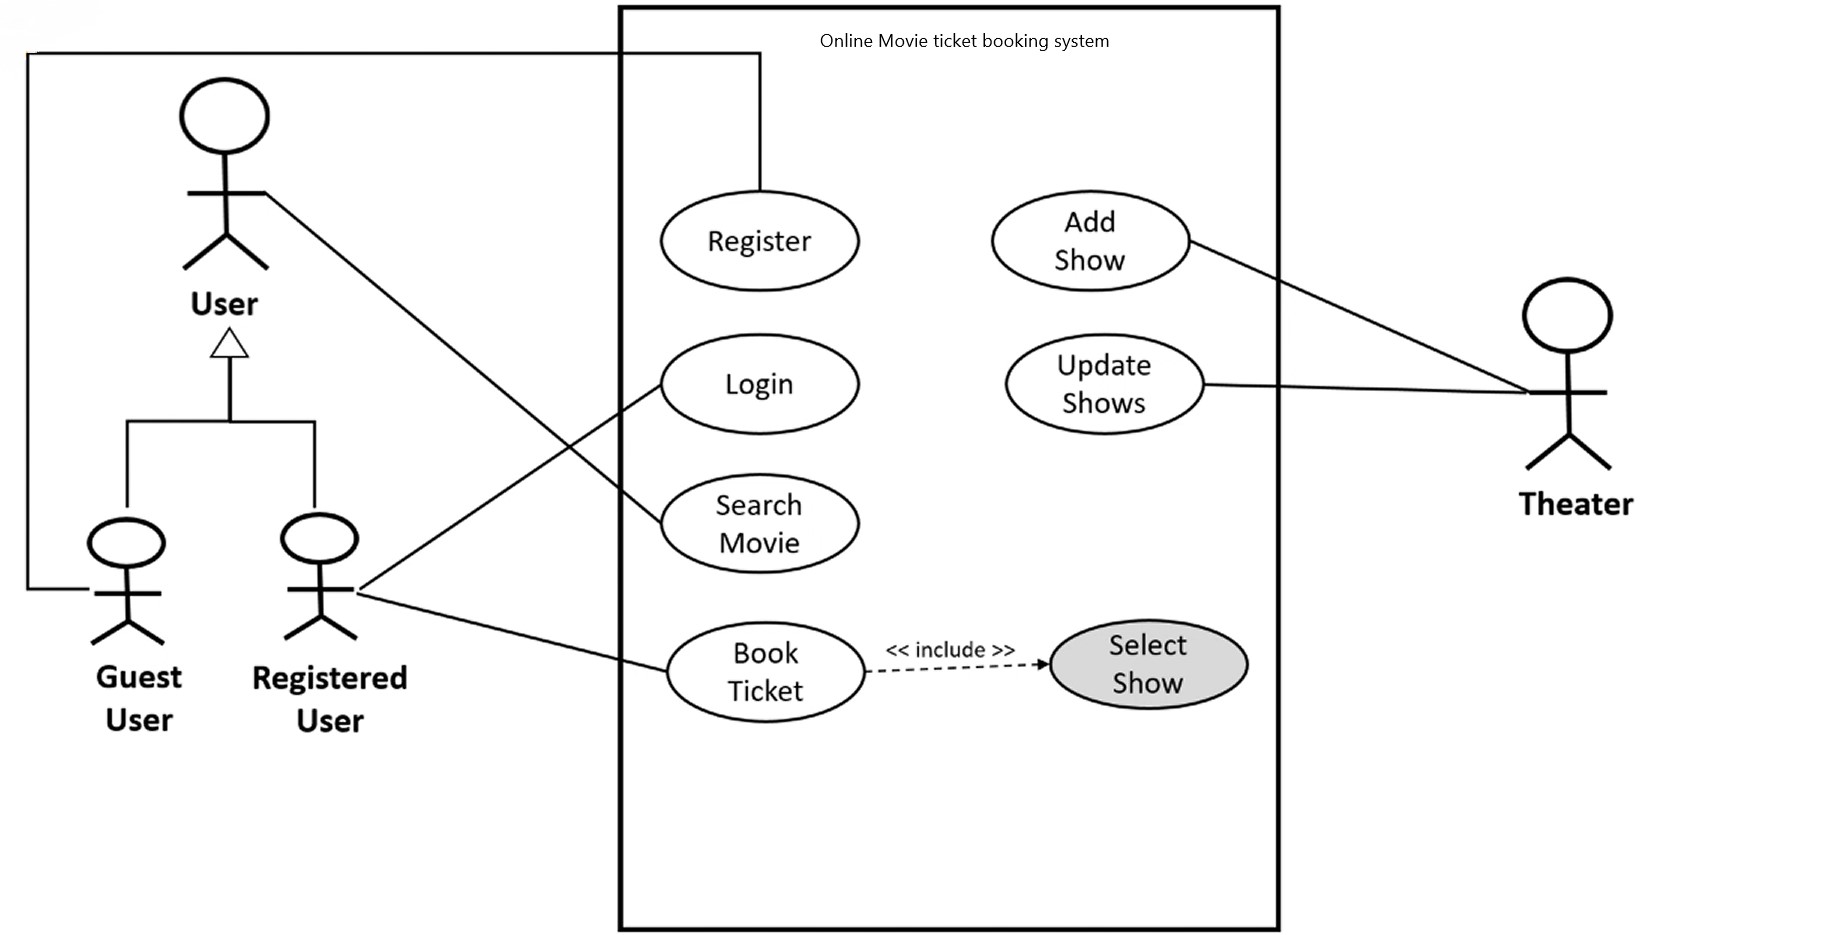 Online Movie ticket booking system
User
Register
Add
Show
Login
Update
Shows
Search
Movie
Theater
Book
Ticket
<< include >>
Select
Show
Guest
User
Registered
User